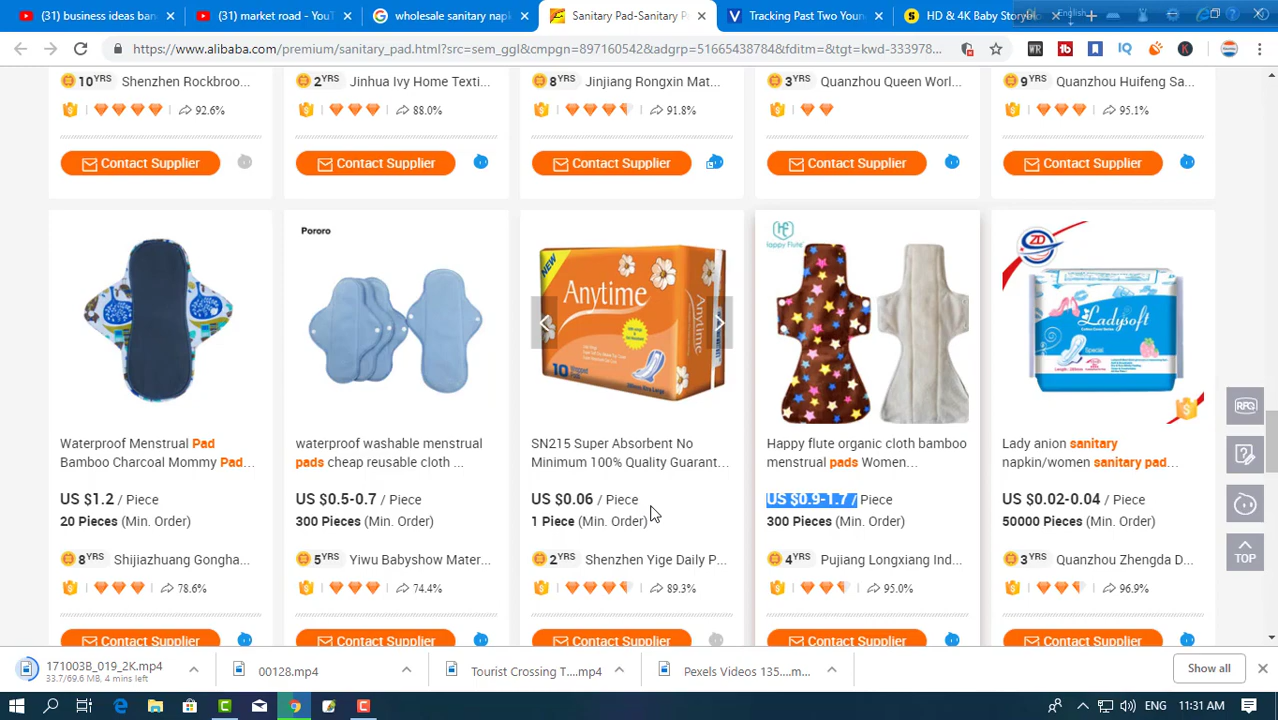 (31) business ideas ban
(31) market road - YouT
wholesale sanitary nap
Sanitary Pad-Sanitary P
Tracking Past Two Youn
HD & 4K Baby Storybl
English
https://www.alibaba.com/premium/sanitary_pad.html?src=sem_ggl&cmpgn=897160542&adgrp=51665438784&fditm=&tgt=kwd-333978...
10 YRS Shenzhen Rockbroo...
2 YRS Jinhua Ivy Home Texti...
8 YRS Jinjiang Rongxin Mat...
3 YRS Quanzhou Queen Worl...
9 YRS Quanzhou Huifeng Sa...
92.6%
88.0%
91.8%
95.1%
Contact Supplier
Contact Supplier
Contact Supplier
Contact Supplier
Contact Supplier
Pororo
NEW
Anytime
Anytime
10
Happy Flute
ZD
Ladysoft
Special
Waterproof Menstrual Pad
Bamboo Charcoal Mommy Pad...
US $1.2 / Piece
20 Pieces (Min. Order)
8 YRS Shijiazhuang Gongha...
78.6%
Contact Supplier
waterproof washable menstrual
pads cheap reusable cloth ...
US $0.5-0.7 / Piece
300 Pieces (Min. Order)
5 YRS Yiwu Babyshow Mater...
74.4%
Contact Supplier
SN215 Super Absorbent No
Minimum 100% Quality Guarant...
US $0.06 / Piece
1 Piece (Min. Order)
2 YRS Shenzhen Yige Daily P...
89.3%
Contact Supplier
Happy flute organic cloth bamboo
menstrual pads Women...
US $0.9-1.7 / Piece
300 Pieces (Min. Order)
4 YRS Pujiang Longxiang Ind...
95.0%
Contact Supplier
Lady anion sanitary
napkin/women sanitary pad...
US $0.02-0.04 / Piece
50000 Pieces (Min. Order)
3 YRS Quanzhou Zhengda D...
96.9%
Contact Supplier
RFQ
TOP
171003B_019_2K.mp4
33.7/69.6 MB, 4 mins left
00128.mp4
Tourist Crossing T....mp4
Pexels Videos 135....m...
Show all
ENG
11:31 AM